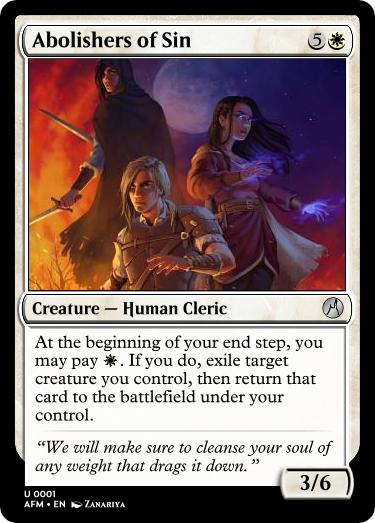 Abolishers of Sin 5
Creature — Human Cleric
At the beginning of your end step, you
may pay . If you do, exile target
creature you control, then return that
card to the battlefield under your
control.
“We will make sure to cleanse your soul of
any weight that drags it down.”
3/6
U 0001
AFM • EN ZANARIYA